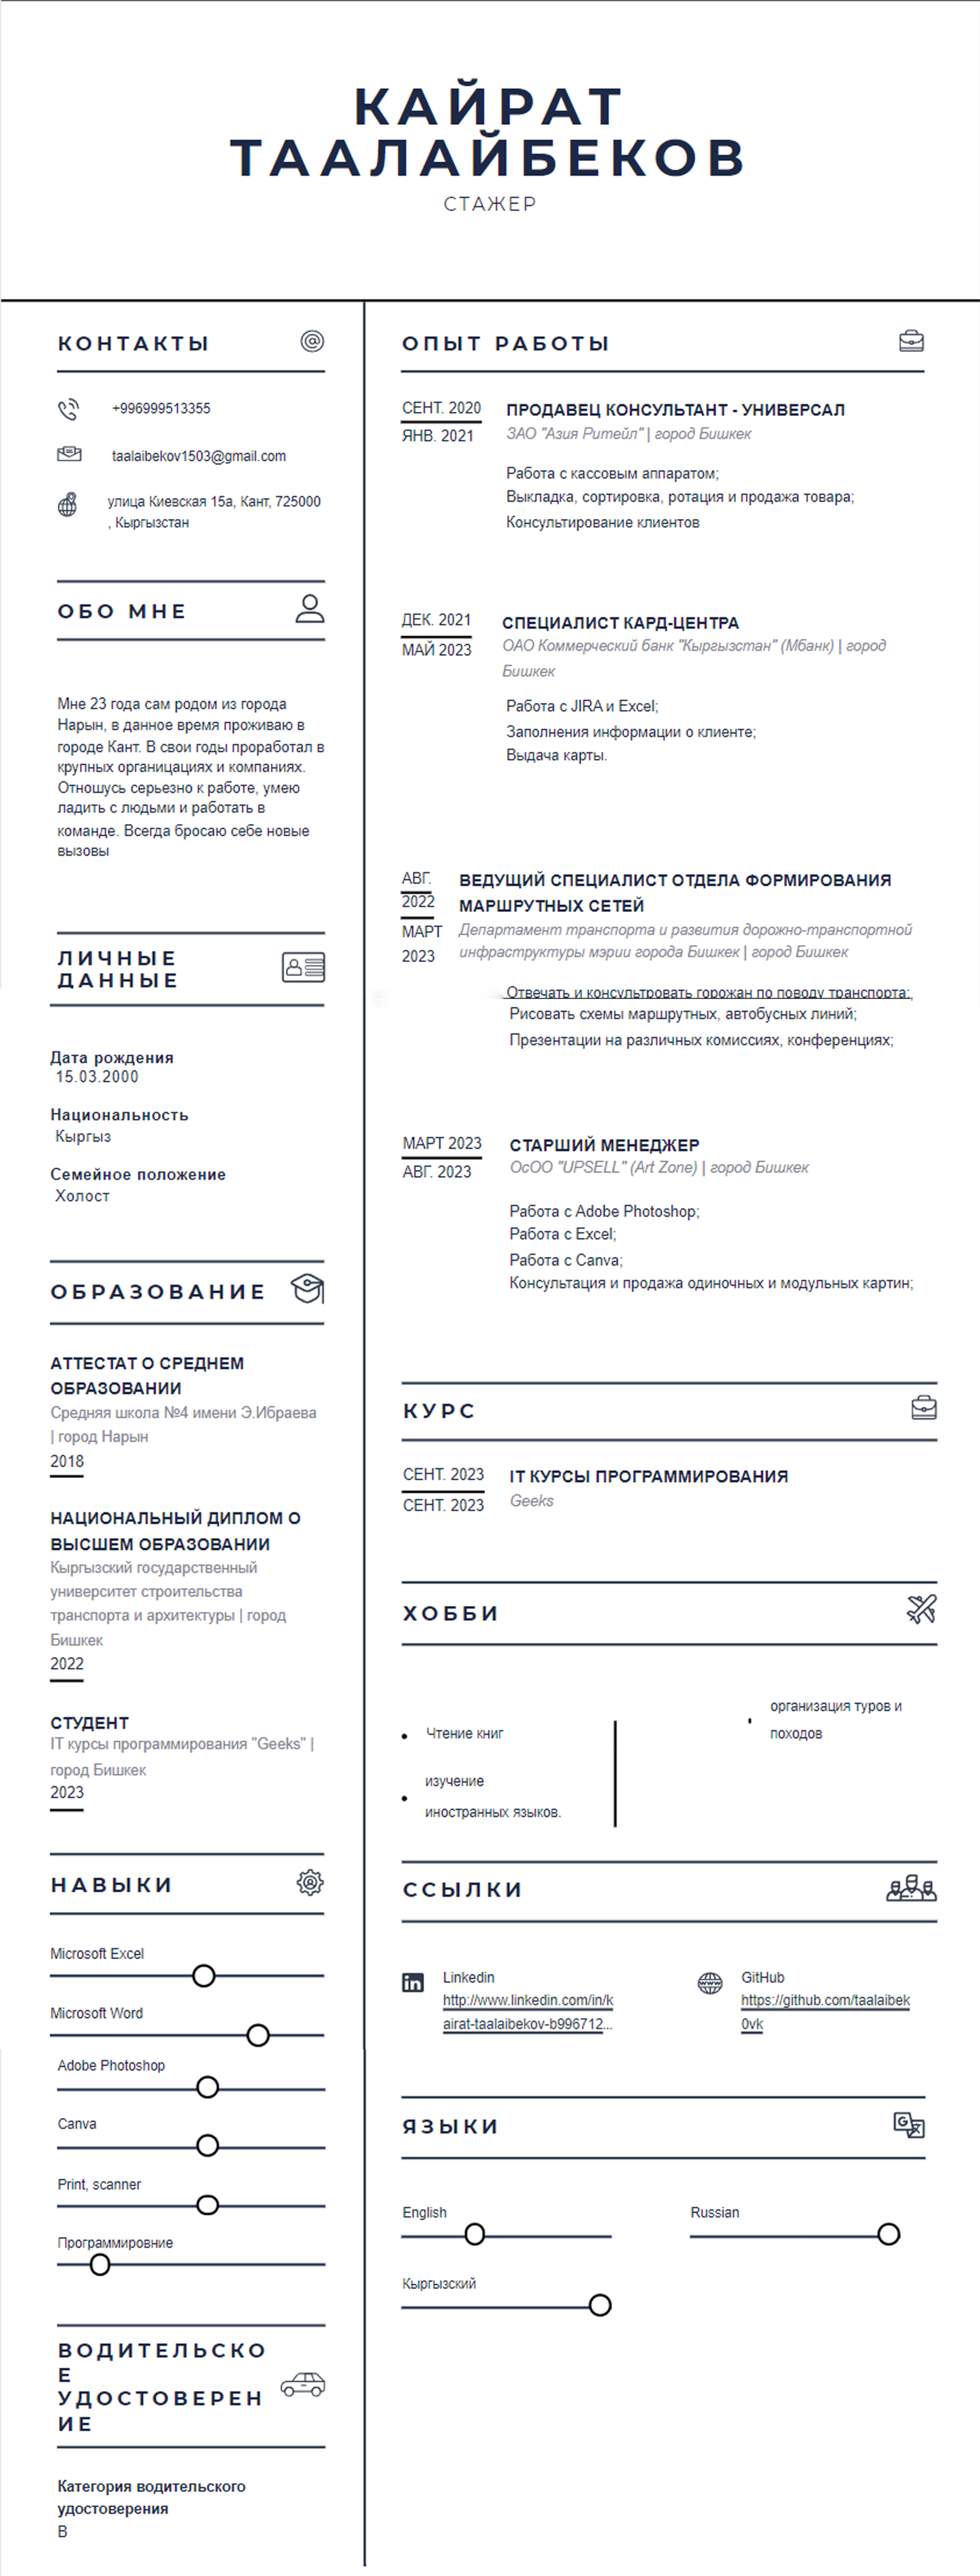 КАЙРАТ
ТААЛАЙБЕКОВ
СТАЖЕР
КОНТАКТЫ
+996999513355
taalaibekov1503@gmail.com
улица Киевская 15а, Кант, 725000
, Кыргызстан
ОБО МНЕ
Мне 23 года сам родом из города
Нарын, в данное время проживаю в
городе Кант. В свои годы проработал в
крупных органицациях и компаниях.
Отношусь серьезно к работе, умею
ладить с людьми и работать в
команде. Всегда бросаю себе новые
вызовы
ЛИЧНЫЕ
ДАННЫЕ
Дата рождения
15.03.2000
Национальность
Кыргыз
Семейное положение
Холост
ОБРАЗОВАНИЕ
АТТЕСТАТ О СРЕДНЕМ
ОБРАЗОВАНИИ
Средняя школа №4 имени Э.Ибраева
| город Нарын
2018
НАЦИОНАЛЬНЫЙ ДИПЛОМ О
ВЫСШЕМ ОБРАЗОВАНИИ
Кыргызский государственный
университет строительства
транспорта и архитектуры | город
Бишкек
2022
СТУДЕНТ
IT курсы программирования "Geeks" |
город Бишкек
2023
НАВЫКИ
Microsoft Excel
Microsoft Word
Adobe Photoshop
Canva
Print, scanner
Программировние
ВОДИТЕЛЬСКО
Е
УДОСТОВЕРЕН
ИЕ
Категория водительского
удостоверения
B
ОПЫТ РАБОТЫ
СЕНТ. 2020
ЯНВ. 2021
ПРОДАВЕЦ КОНСУЛЬТАНТ - УНИВЕРСАЛ
ЗАО "Азия Ритейл" | город Бишкек
Работа с кассовым аппаратом;
Выкладка, сортировка, ротация и продажа товара;
Консультирование клиентов
ДЕК. 2021
МАЙ 2023
СПЕЦИАЛИСТ КАРД-ЦЕНТРА
ОАО Коммерческий банк "Кыргызстан" (Мбанк) | город
Бишкек
Работа с JIRA и Excel;
Заполнения информации о клиенте;
Выдача карты.
АВГ.
2022
МАРТ
2023
ВЕДУЩИЙ СПЕЦИАЛИСТ ОТДЕЛА ФОРМИРОВАНИЯ
МАРШРУТНЫХ СЕТЕЙ
Департамент транспорта и развития дорожно-транспортной
инфраструктуры мэрии города Бишкек | город Бишкек
Отвечать и консультровать горожан по поводу транспорта;
Рисовать схемы маршрутных, автобусных линий;
Презентации на различных комиссиях, конференциях;
МАРТ 2023
АВГ. 2023
СТАРШИЙ МЕНЕДЖЕР
ОсОО "UPSELL" (Art Zone) | город Бишкек
Работа с Adobe Photoshop;
Работа с Excel;
Работа с Canva;
Консультация и продажа одиночных и модульных картин;
КУРС
СЕНТ. 2023
СЕНТ. 2023
IT КУРСЫ ПРОГРАММИРОВАНИЯ
Geeks
ХОББИ
Чтение книг
изучение
иностранных языков.
организация туров и
походов
ССЫЛКИ
Linkedin
http://www.linkedin.com/in/k
airat-taalaibekov-b996712...
GitHub
https://github.com/taalaibek
0vk
ЯЗЫКИ
English
Russian
Кыргызский